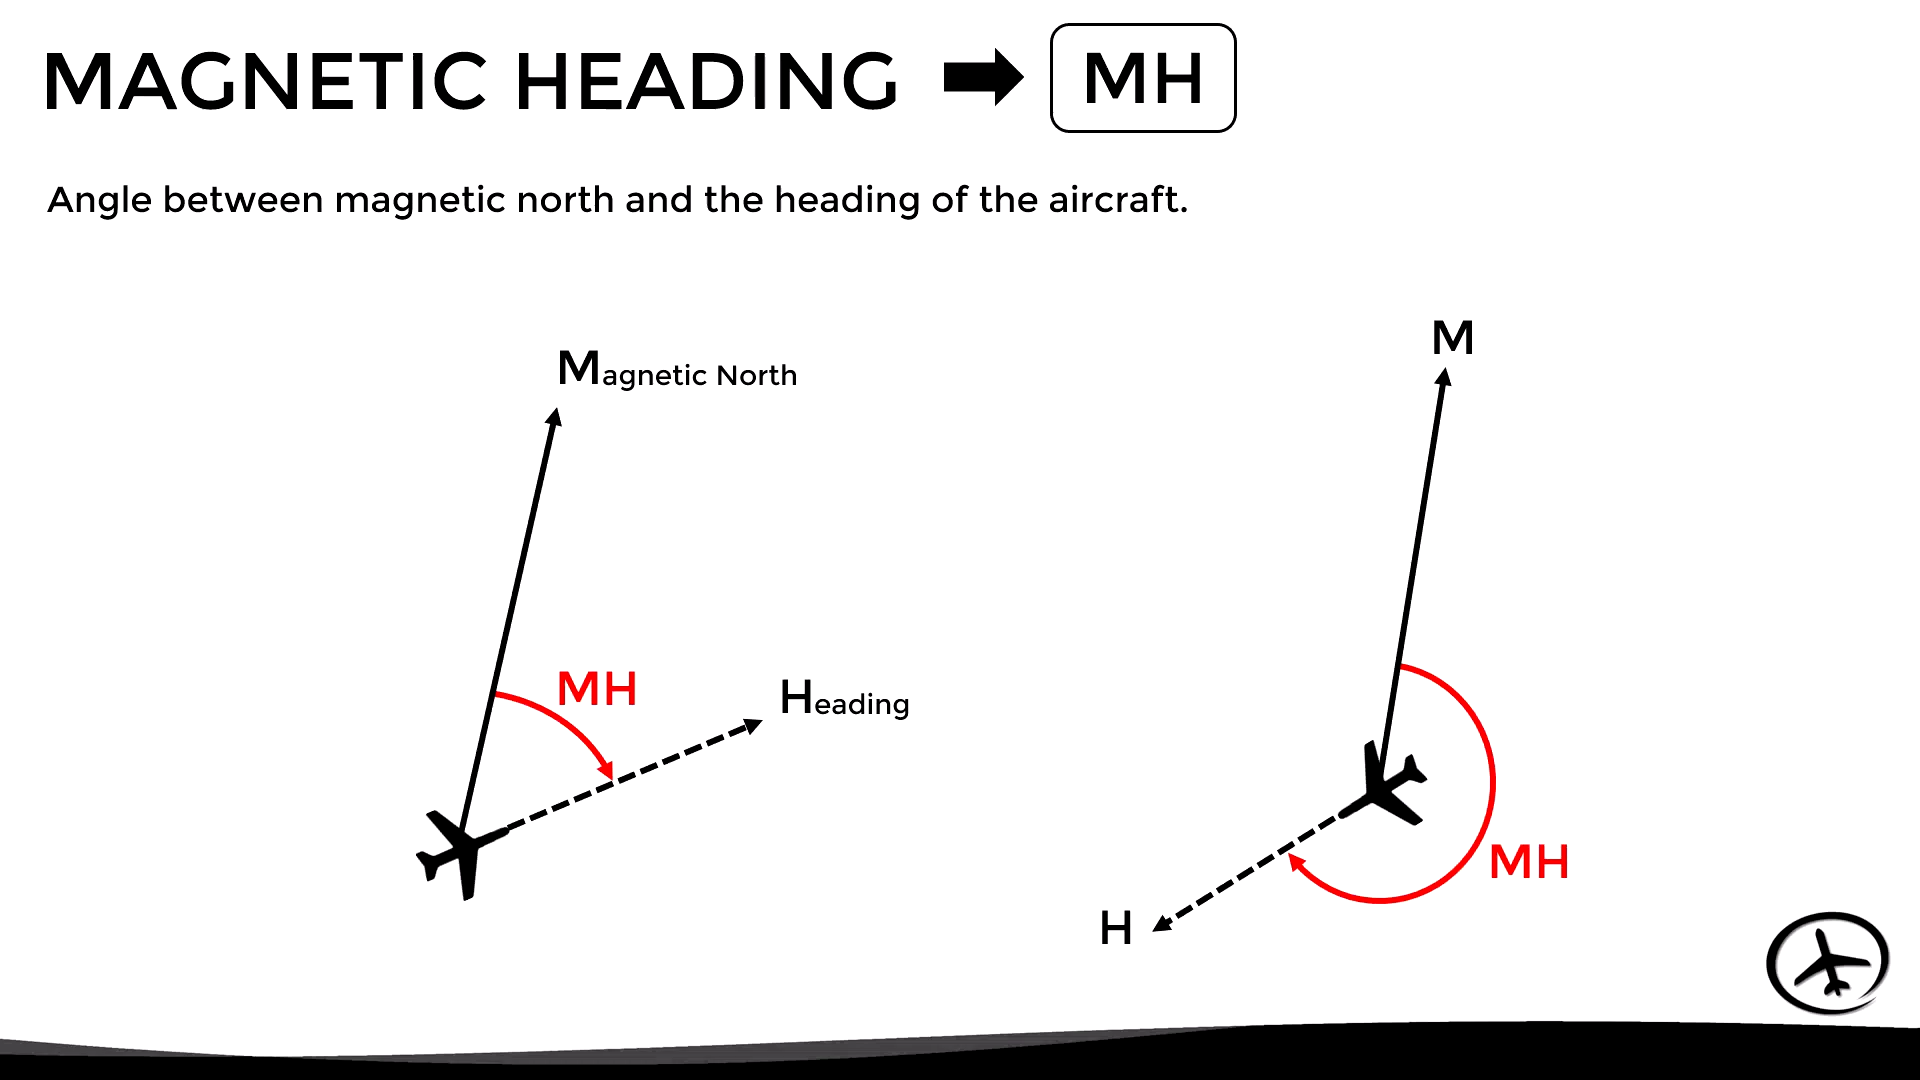 MAGNETIC HEADING ➡ MH
Angle between magnetic north and the heading of the aircraft.
M
Magnetic North
MH
Heading
MH
H